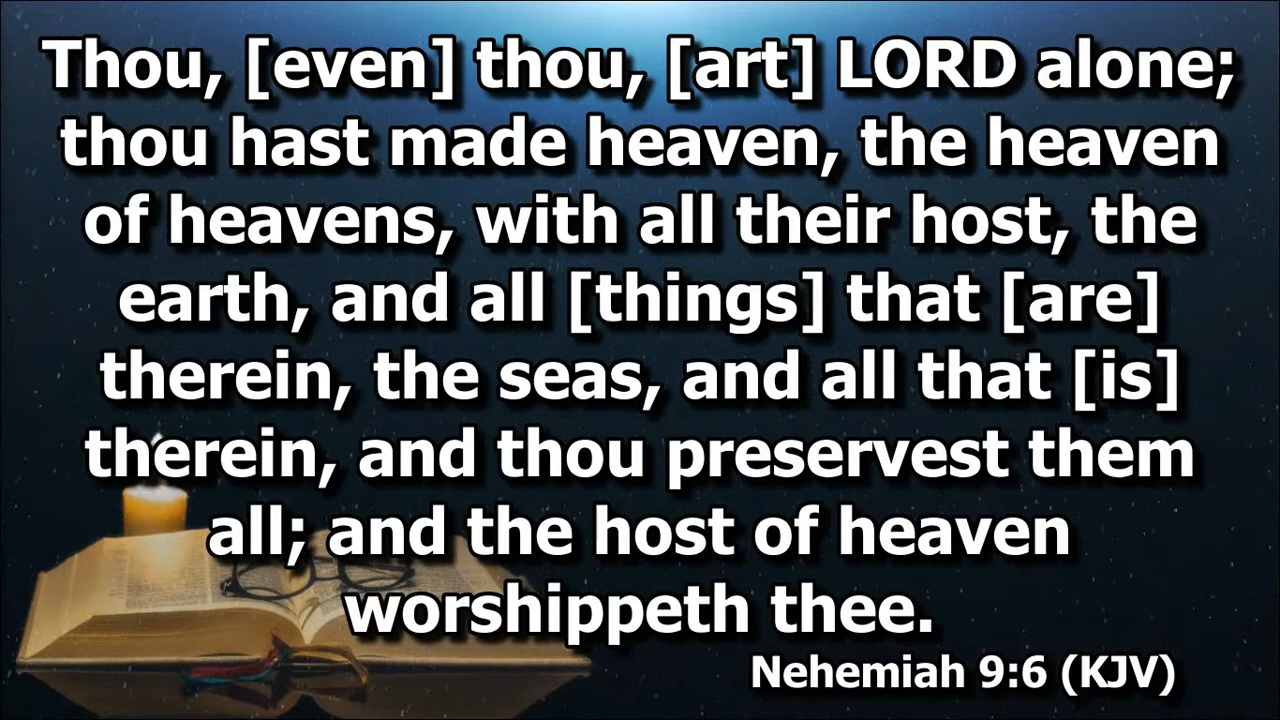 Thou, [even] thou, [art] LORD alone;
thou hast made heaven, the heaven
of heavens, with all their host, the
earth, and all [things] that [are]
therein, the seas, and all that [is]
therein, and thou preservest them
all; and the host of heaven
worshippeth thee.
Nehemiah 9:6 (KJV)